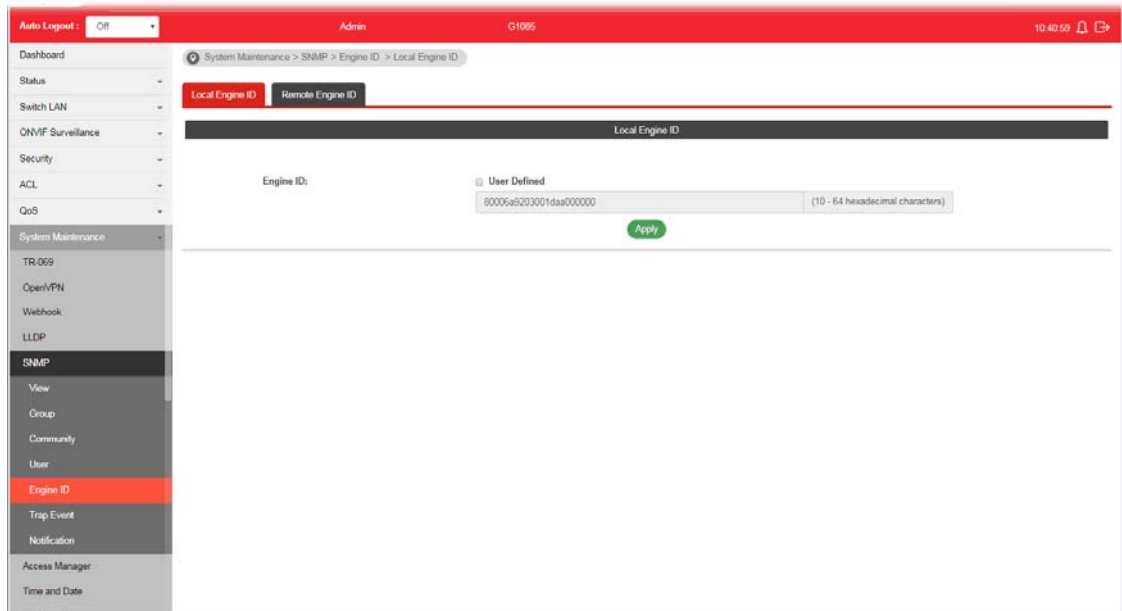 Auto Logout : Off Admin G1085 10:40:59
Dashboard
Status
Switch LAN
ONVIF Surveillance
Security
ACL
QoS
System Maintenance
TR-069
OpenVPN
Webhook
LLDP
SNMP
View
Group
Community
User
Engine ID
Trap Event
Notification
Access Manager
Time and Date
System Maintenance > SNMP > Engine ID > Local Engine ID
Local Engine ID Remote Engine ID
Local Engine ID
Engine ID: User Defined
80006a9203001daa000000 (10 - 64 hexadecimal characters)
Apply